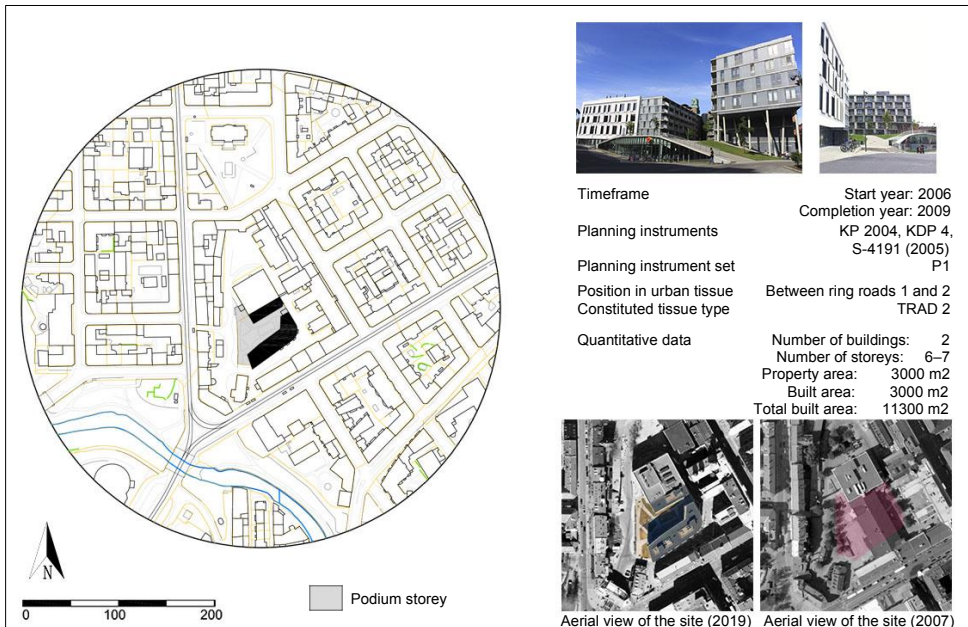 Timeframe Start year: 2006
Completion year: 2009
Planning instruments KP 2004, KDP 4,
S-4191 (2005)
Planning instrument set P1
Position in urban tissue Between ring roads 1 and 2
Constituted tissue type TRAD 2
Quantitative data Number of buildings: 2
Number of storeys: 6–7
Property area: 3000 m2
Built area: 3000 m2
Total built area: 11300 m2
N
0 100 200
Podium storey
Aerial view of the site (2019) Aerial view of the site (2007)